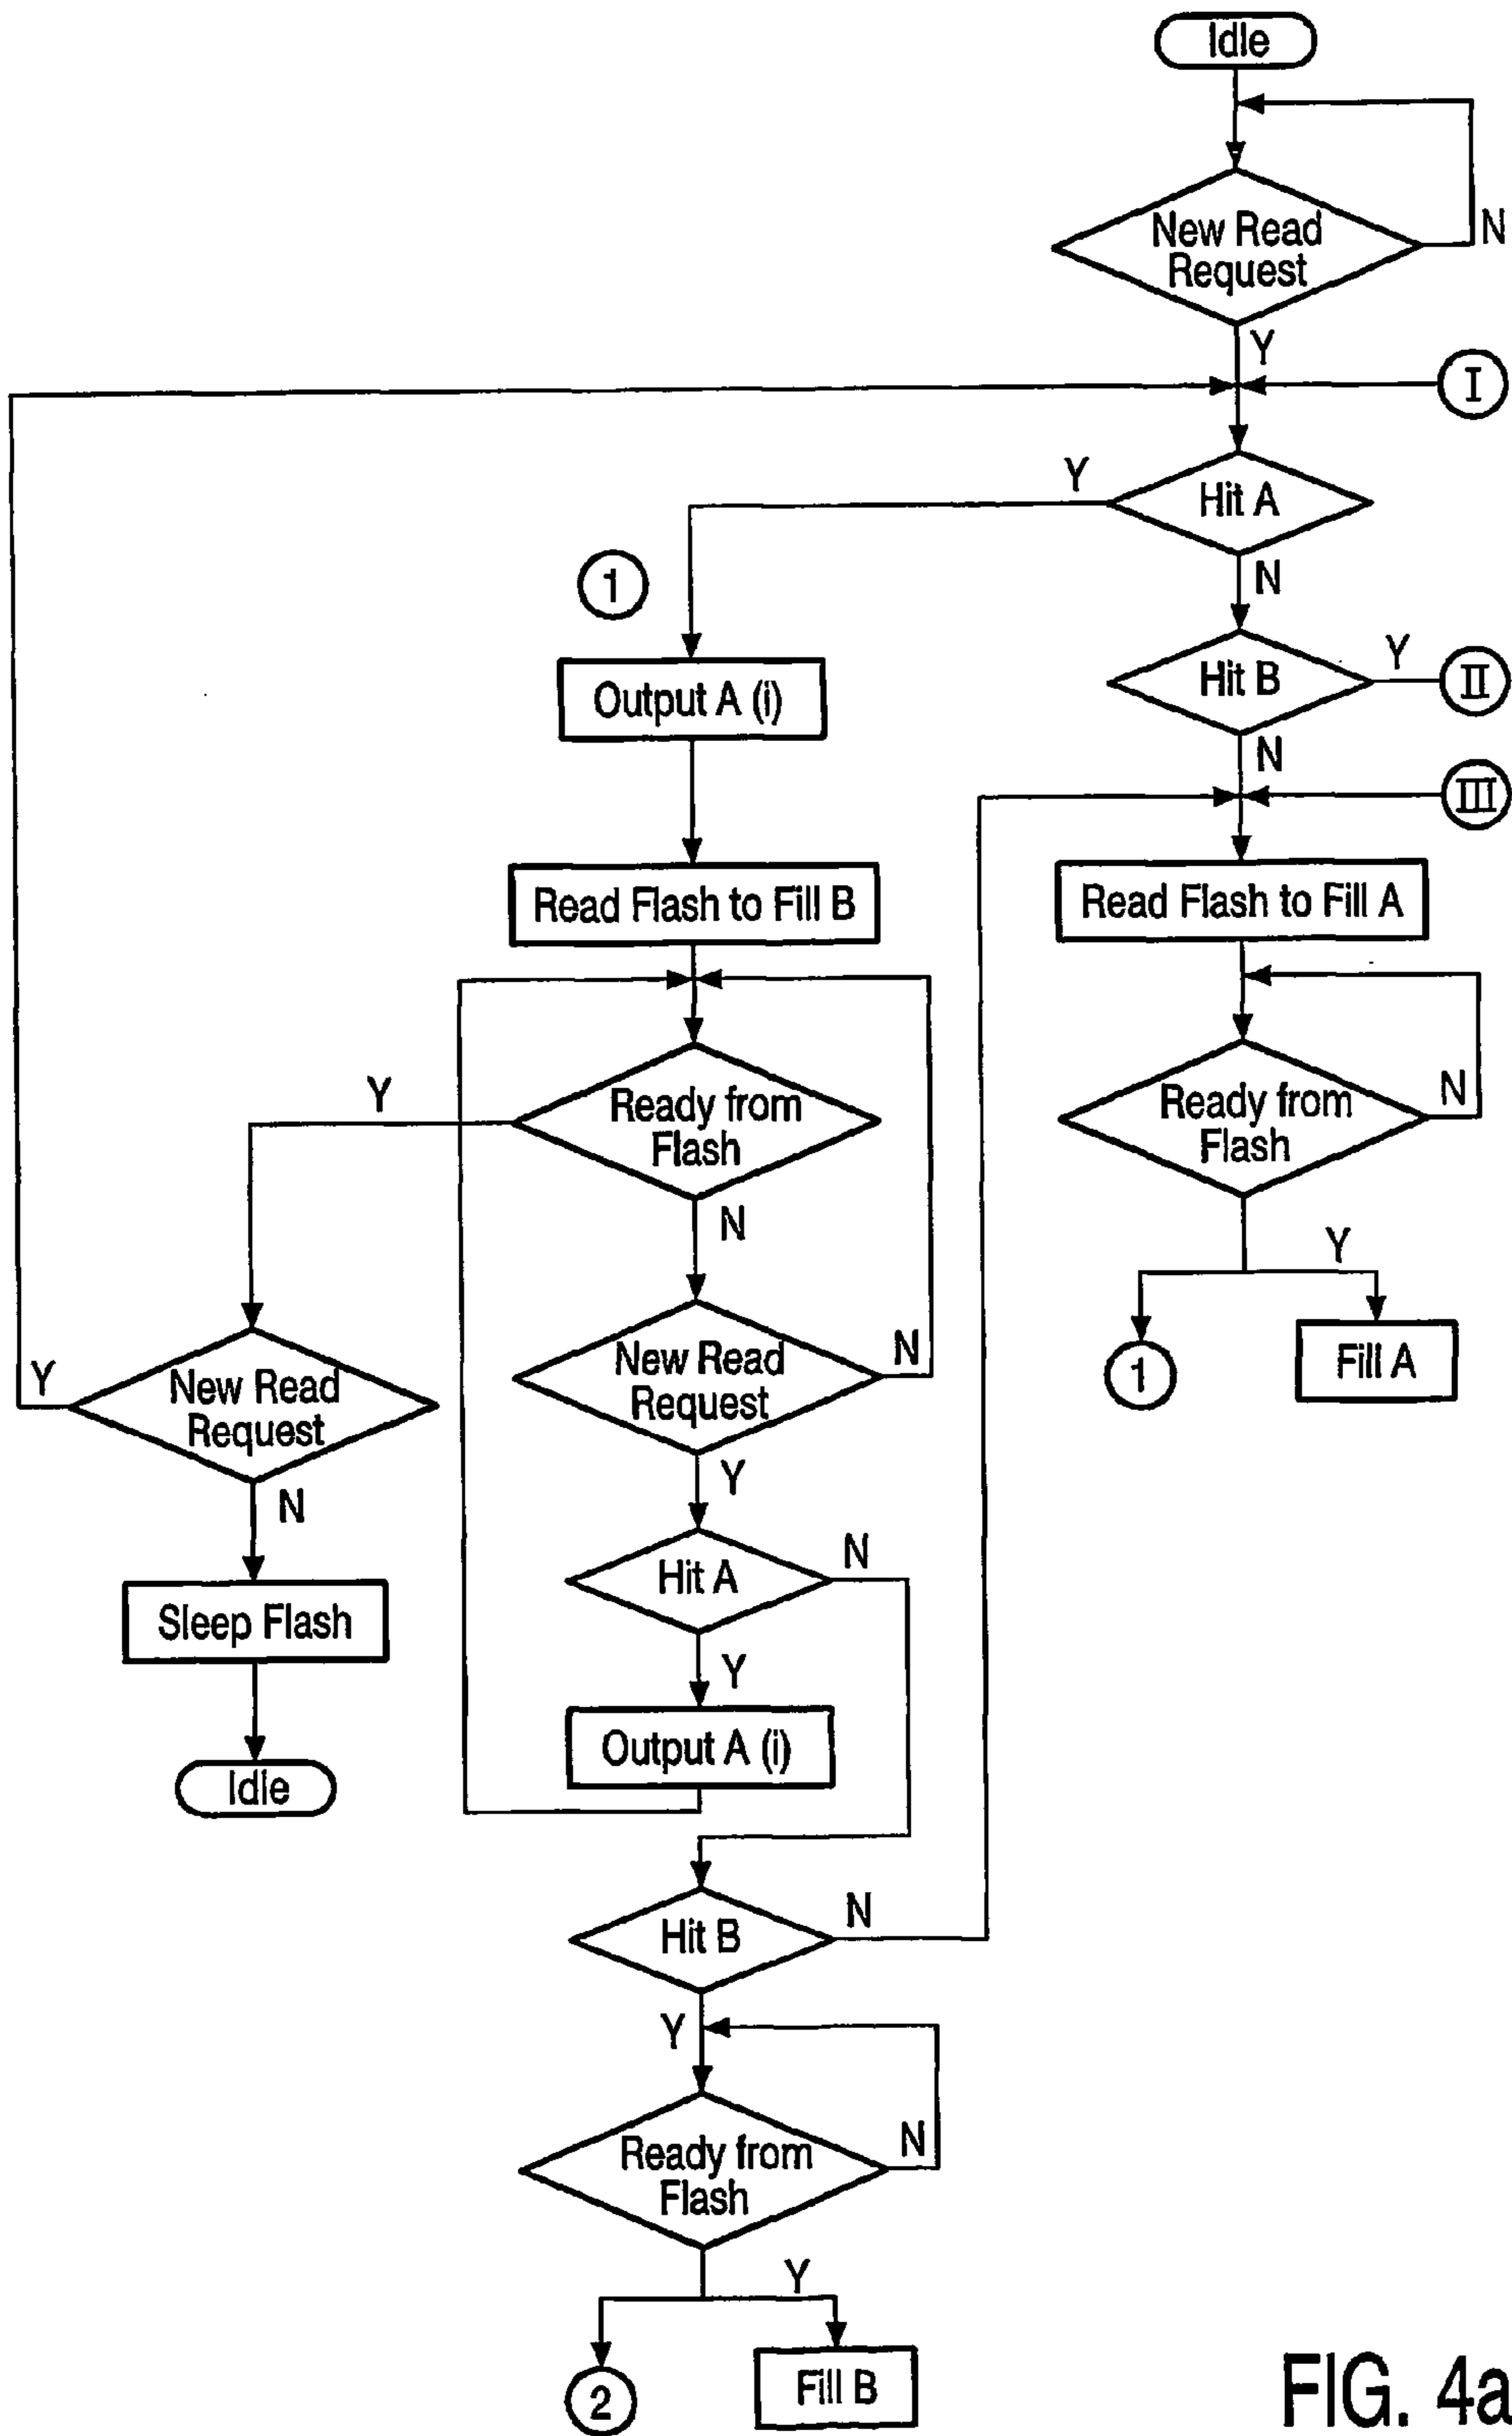 Idle
New Read
Request
N
Y
I
Y
Hit A
N
1
Hit B
Y
II
Output A (i)
N
III
Read Flash to Fill B
Read Flash to Fill A
Y
Ready from
Flash
N
Ready from
Flash
N
Y
1
Fill A
New Read
Request
N
Y
New Read
Request
Y
N
Hit A
N
Sleep Flash
Y
Output A (i)
Idle
Hit B
N
Y
Ready from
Flash
N
Y
2
Fill B
FIG. 4a